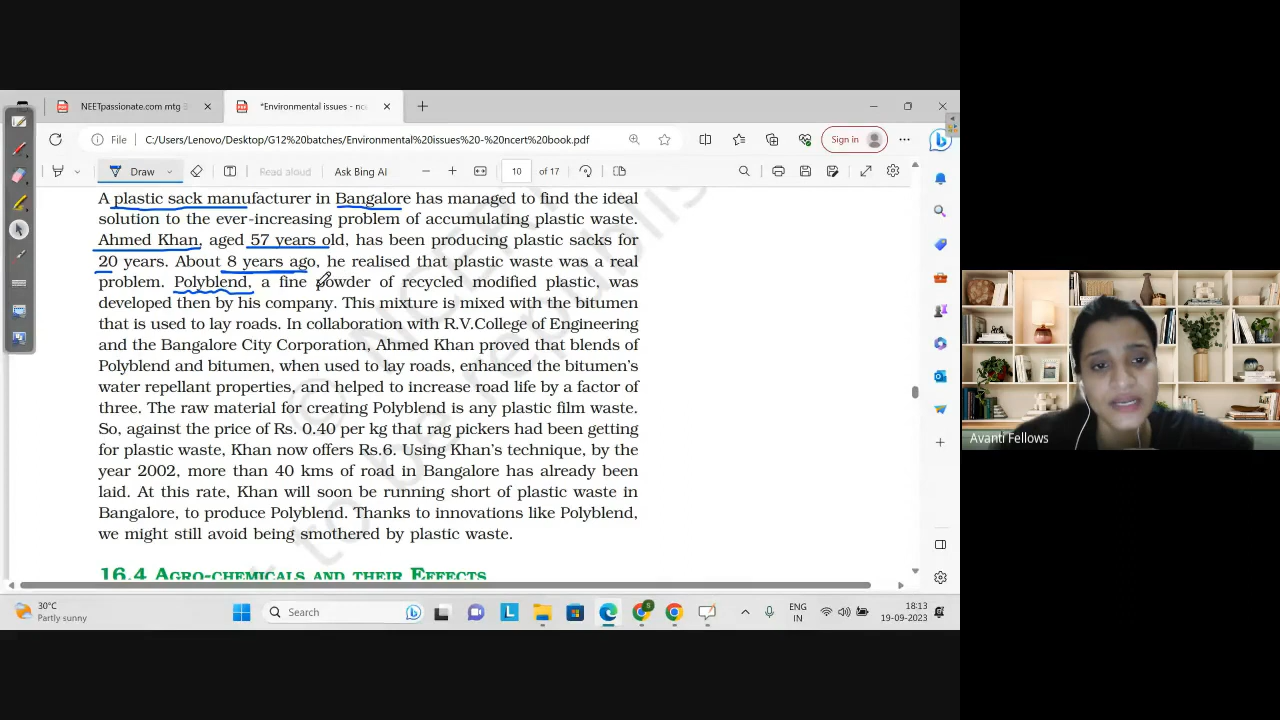 NEETpassionate.com mtg
*Environmental issues - no
File
C:/Users/Lenovo/Desktop/G12%20batches/Environmental%20issues%20-%20ncert%20book.pdf
Sign in
Draw
Read aloud
Ask Bing AI
10 of 17
A plastic sack manufacturer in Bangalore has managed to find the ideal
solution to the ever-increasing problem of accumulating plastic waste.
Ahmed Khan, aged 57 years old, has been producing plastic sacks for
20 years. About 8 years ago, he realised that plastic waste was a real
problem. Polyblend, a fine powder of recycled modified plastic, was
developed then by his company. This mixture is mixed with the bitumen
that is used to lay roads. In collaboration with R.V.College of Engineering
and the Bangalore City Corporation, Ahmed Khan proved that blends of
Polyblend and bitumen, when used to lay roads, enhanced the bitumen's
water repellant properties, and helped to increase road life by a factor of
three. The raw material for creating Polyblend is any plastic film waste.
So, against the price of Rs. 0.40 per kg that rag pickers had been getting
for plastic waste, Khan now offers Rs.6. Using Khan's technique, by the
year 2002, more than 40 kms of road in Bangalore has already been
laid. At this rate, Khan will soon be running short of plastic waste in
Bangalore, to produce Polyblend. Thanks to innovations like Polyblend,
we might still avoid being smothered by plastic waste.
16.4 AGRO-CHEMICALS AND THEIR EFFECTS
Avanti Fellows
30°C
Partly sunny
Search
ENG
IN
18:13
19-09-2023